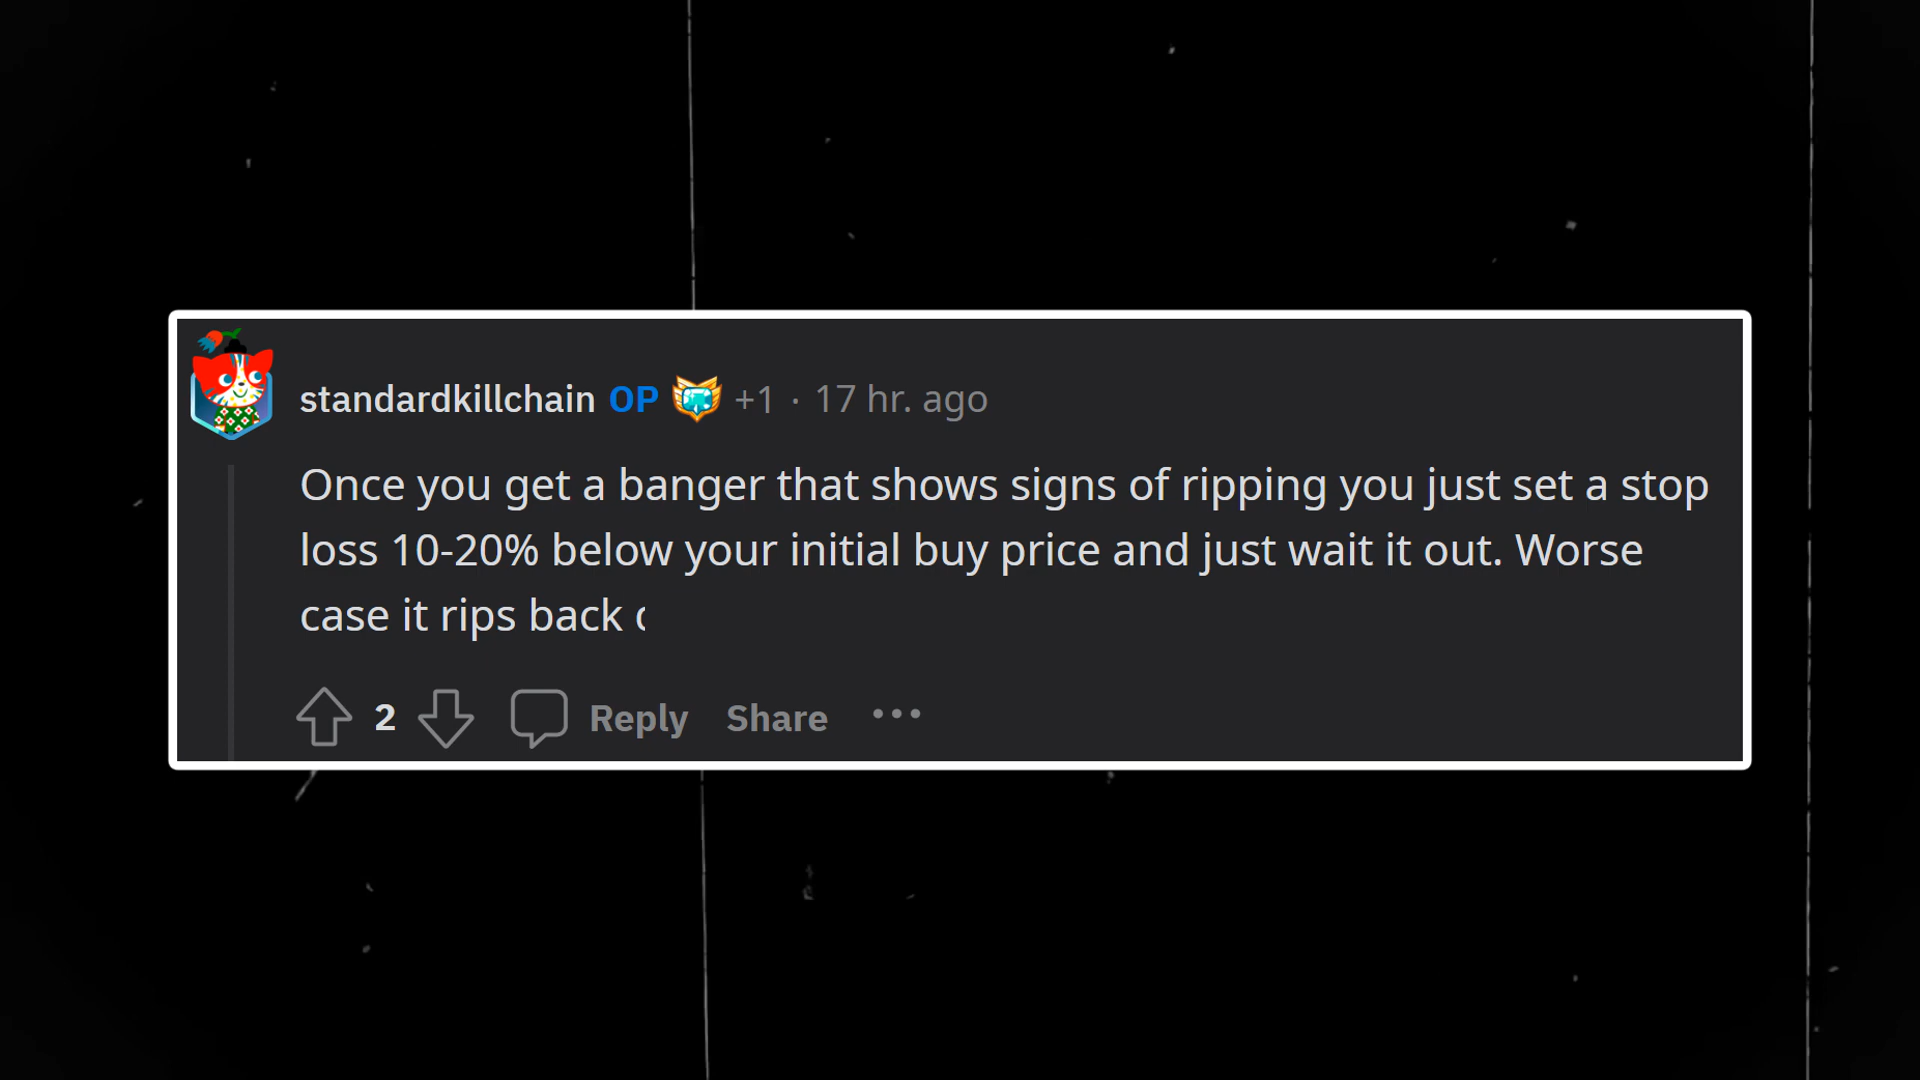 standardkillchain OP +1 · 17 hr. ago
Once you get a banger that shows signs of ripping you just set a stop
loss 10-20% below your initial buy price and just wait it out. Worse
case it rips back
2 Reply Share ...